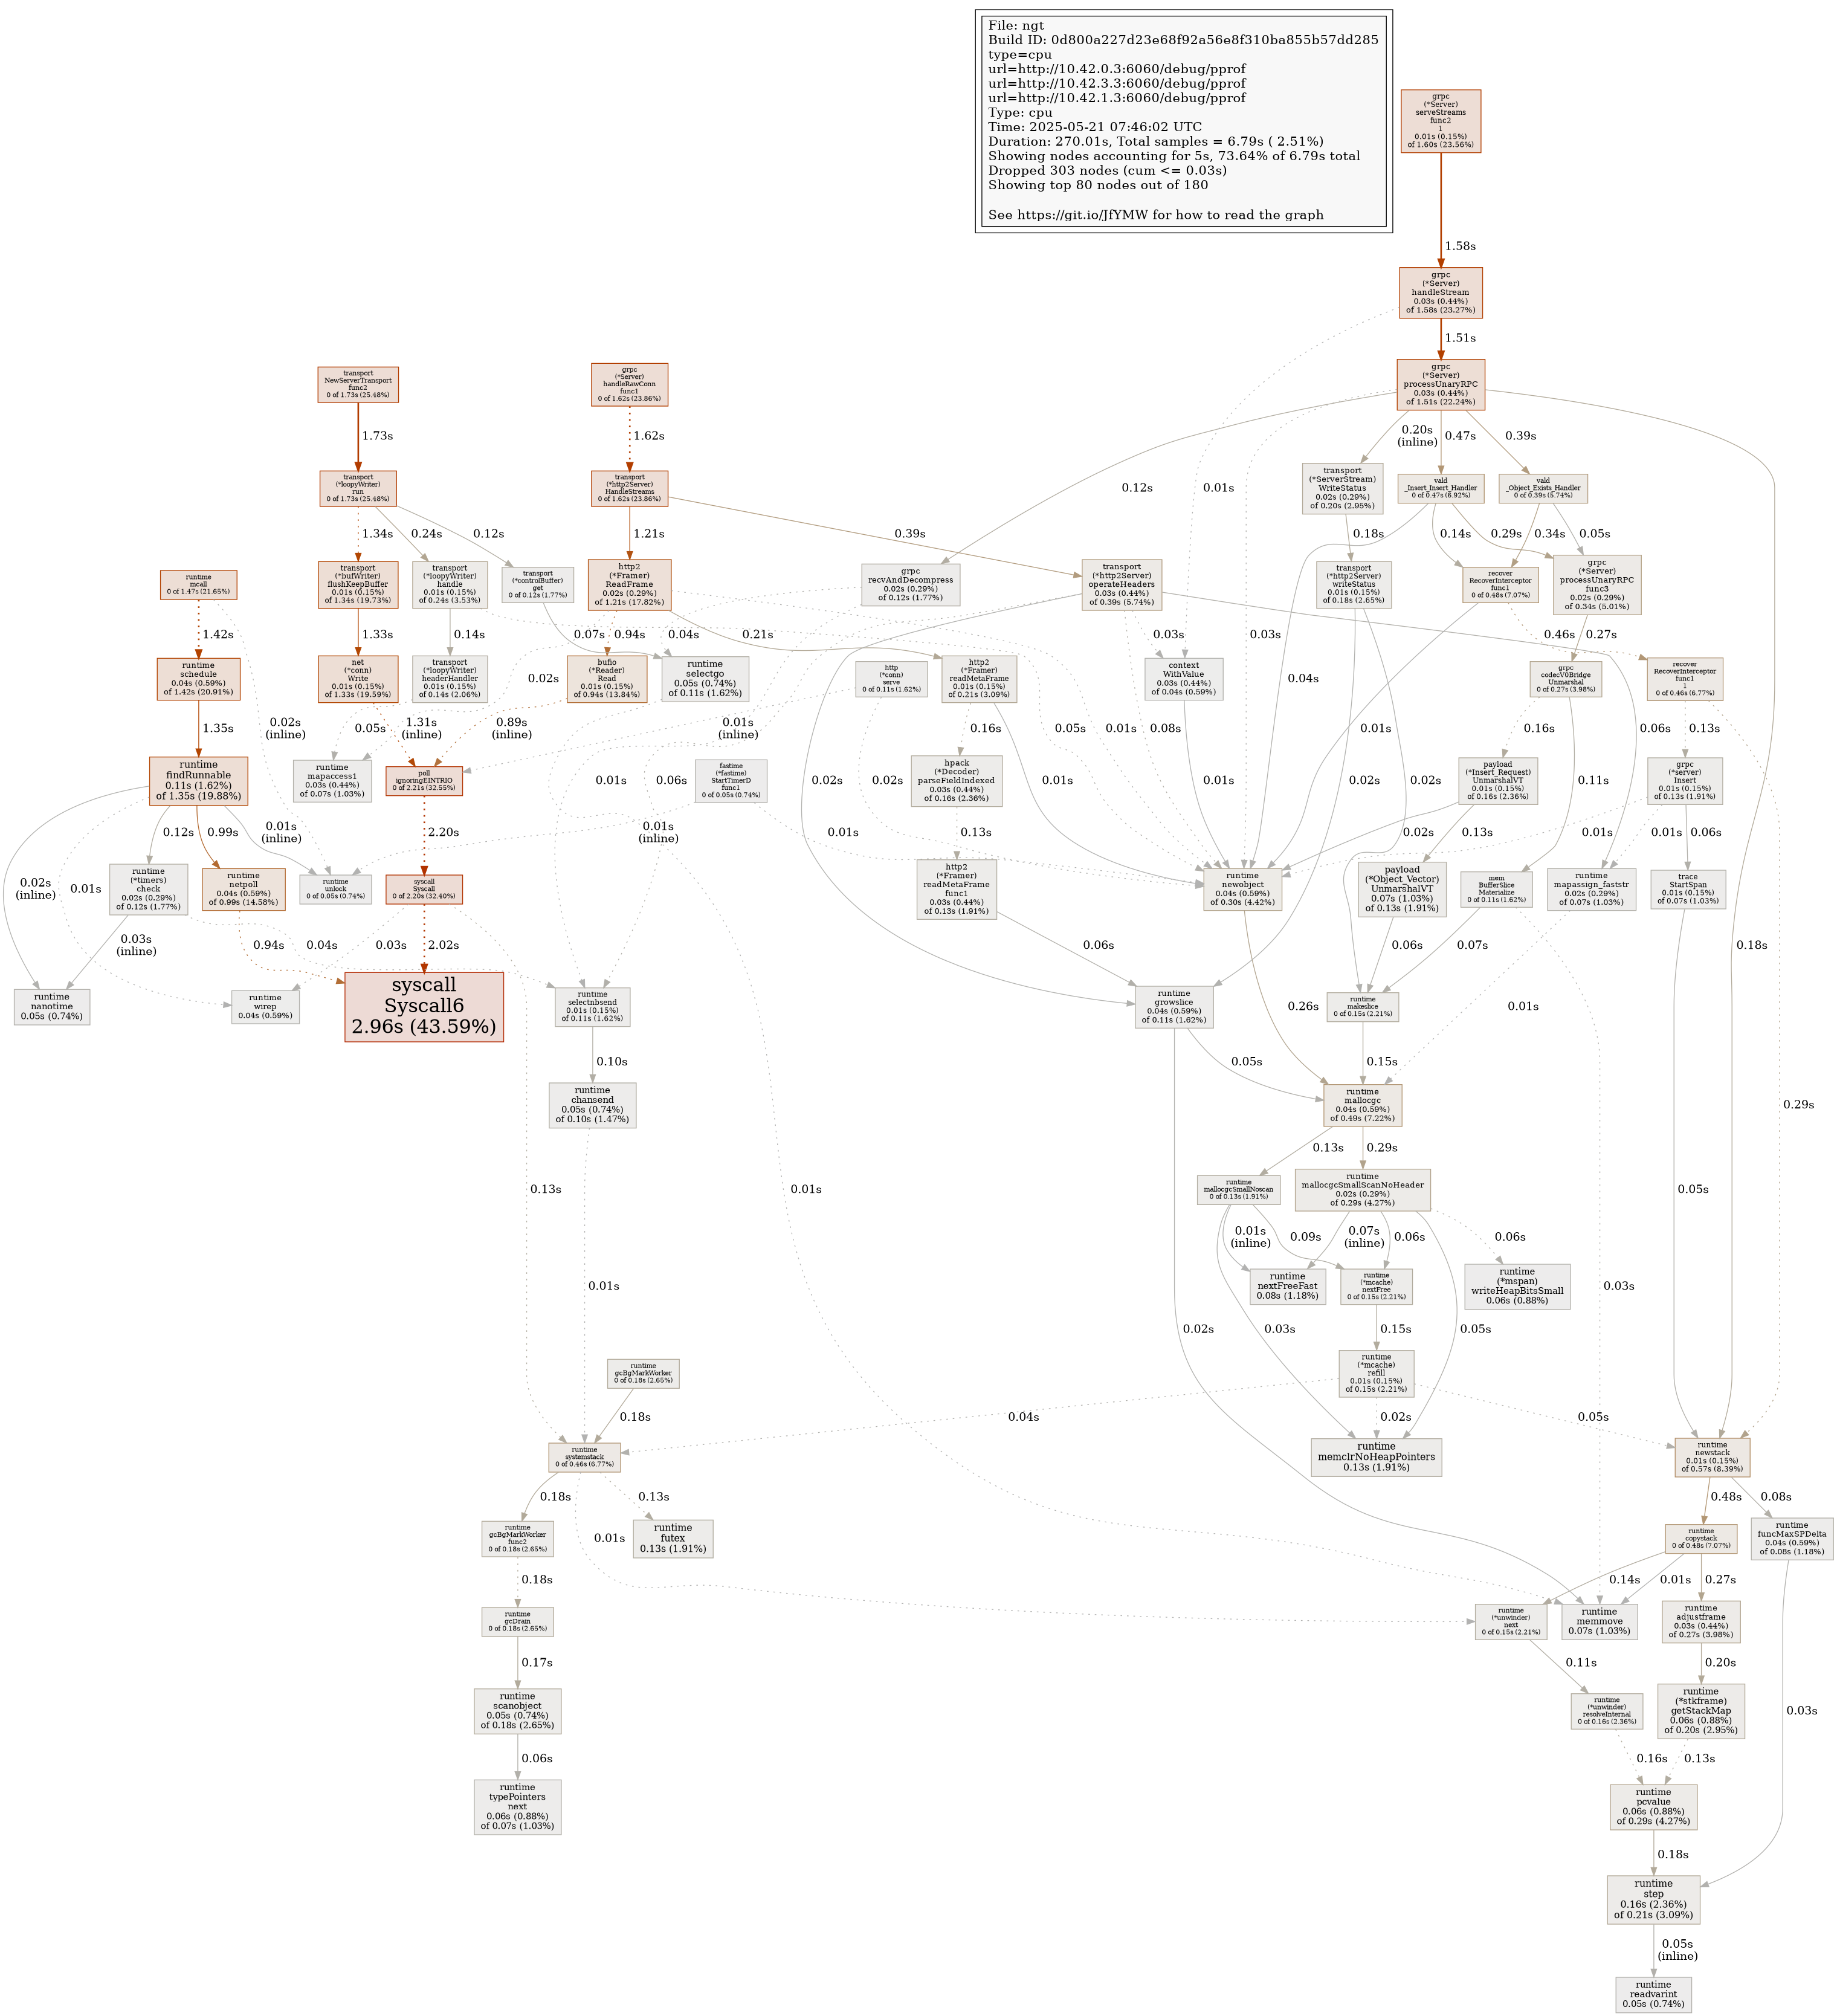 File: ngt
Build ID: 0d800a227d23e68f92a56e8f310ba855b57dd285
type=cpu
url=http://10.42.0.3:6060/debug/pprof
url=http://10.42.3.3:6060/debug/pprof
url=http://10.42.1.3:6060/debug/pprof
Type: cpu
Time: 2025-05-21 07:46:02 UTC
Duration: 270.01s, Total samples = 6.79s ( 2.51%)
Showing nodes accounting for 5s, 73.64% of 6.79s total
Dropped 303 nodes (cum <= 0.03s)
Showing top 80 nodes out of 180
See https://git.io/JfYMW for how to read the graph
grpc
(*Server)
serveStreams
func2
1
0.01s (0.15%)
of 1.60s (23.56%)
1.58s
grpc
(*Server)
handleStream
0.03s (0.44%)
of 1.58s (23.27%)
1.51s
0.01s
transport
NewServerTransport
func2
0 of 1.73s (25.48%)
grpc
(*Server)
handleRawConn
func1
0 of 1.62s (23.86%)
grpc
(*Server)
processUnaryRPC
0.03s (0.44%)
of 1.51s (22.24%)
1.73s
1.62s
0.12s
0.03s
0.20s
(inline)
0.47s
0.39s
0.18s
transport
(*loopyWriter)
run
0 of 1.73s (25.48%)
transport
(*http2Server)
HandleStreams
0 of 1.62s (23.86%)
transport
(*ServerStream)
WriteStatus
0.02s (0.29%)
of 0.20s (2.95%)
vald
_Insert_Insert_Handler
0 of 0.47s (6.92%)
vald
_Object_Exists_Handler
0 of 0.39s (5.74%)
1.34s
0.24s
0.12s
1.21s
0.39s
0.18s
0.04s
0.14s
0.29s
0.34s
0.05s
runtime
mcall
0 of 1.47s (21.65%)
transport
(*bufWriter)
flushKeepBuffer
0.01s (0.15%)
of 1.34s (19.73%)
transport
(*loopyWriter)
handle
0.01s (0.15%)
of 0.24s (3.53%)
transport
(*controlBuffer)
get
0 of 0.12s (1.77%)
http2
(*Framer)
ReadFrame
0.02s (0.29%)
of 1.21s (17.82%)
grpc
recvAndDecompress
0.02s (0.29%)
of 0.12s (1.77%)
transport
(*http2Server)
operateHeaders
0.03s (0.44%)
of 0.39s (5.74%)
transport
(*http2Server)
writeStatus
0.01s (0.15%)
of 0.18s (2.65%)
recover
RecoverInterceptor
func1
0 of 0.48s (7.07%)
grpc
(*Server)
processUnaryRPC
func3
0.02s (0.29%)
of 0.34s (5.01%)
1.42s
0.02s
(inline)
1.33s
0.14s
0.05s
0.07s
0.94s
0.21s
0.01s
0.04s
0.02s
0.06s
0.03s
0.08s
0.02s
0.01s
0.06s
0.02s
0.02s
0.01s
0.46s
0.27s
runtime
schedule
0.04s (0.59%)
of 1.42s (20.91%)
net
(*conn)
Write
0.01s (0.15%)
of 1.33s (19.59%)
transport
(*loopyWriter)
headerHandler
0.01s (0.15%)
of 0.14s (2.06%)
bufio
(*Reader)
Read
0.01s (0.15%)
of 0.94s (13.84%)
runtime
selectgo
0.05s (0.74%)
of 0.11s (1.62%)
http
(*conn)
serve
0 of 0.11s (1.62%)
http2
(*Framer)
readMetaFrame
0.01s (0.15%)
of 0.21s (3.09%)
context
WithValue
0.03s (0.44%)
of 0.04s (0.59%)
grpc
codecV0Bridge
Unmarshal
0 of 0.27s (3.98%)
recover
RecoverInterceptor
func1
1
0 of 0.46s (6.77%)
1.35s
1.31s
(inline)
0.05s
0.89s
(inline)
0.01s
(inline)
0.02s
0.16s
0.01s
0.01s
0.16s
0.11s
0.13s
0.29s
runtime
findRunnable
0.11s (1.62%)
of 1.35s (19.88%)
runtime
mapaccess1
0.03s (0.44%)
of 0.07s (1.03%)
poll
ignoringEINTRIO
0 of 2.21s (32.55%)
fastime
(*fastime)
StartTimerD
func1
0 of 0.05s (0.74%)
hpack
(*Decoder)
parseFieldIndexed
0.03s (0.44%)
of 0.16s (2.36%)
payload
(*Insert_Request)
UnmarshalVT
0.01s (0.15%)
of 0.16s (2.36%)
grpc
(*server)
Insert
0.01s (0.15%)
of 0.13s (1.91%)
0.02s
(inline)
0.01s
0.12s
0.99s
0.01s
(inline)
2.20s
0.01s
(inline)
0.01s
0.13s
0.02s
0.13s
0.01s
0.01s
0.06s
runtime
(*timers)
check
0.02s (0.29%)
of 0.12s (1.77%)
runtime
netpoll
0.04s (0.59%)
of 0.99s (14.58%)
runtime
unlock
0 of 0.05s (0.74%)
syscall
Syscall
0 of 2.20s (32.40%)
http2
(*Framer)
readMetaFrame
func1
0.03s (0.44%)
of 0.13s (1.91%)
runtime
newobject
0.04s (0.59%)
of 0.30s (4.42%)
payload
(*Object_Vector)
UnmarshalVT
0.07s (1.03%)
of 0.13s (1.91%)
mem
BufferSlice
Materialize
0 of 0.11s (1.62%)
runtime
mapassign_faststr
0.02s (0.29%)
of 0.07s (1.03%)
trace
StartSpan
0.01s (0.15%)
of 0.07s (1.03%)
0.03s
(inline)
0.04s
0.94s
0.03s
2.02s
0.13s
0.06s
0.26s
0.06s
0.07s
0.03s
0.01s
0.05s
runtime
nanotime
0.05s (0.74%)
runtime
wirep
0.04s (0.59%)
syscall
Syscall6
2.96s (43.59%)
runtime
selectnbsend
0.01s (0.15%)
of 0.11s (1.62%)
runtime
growslice
0.04s (0.59%)
of 0.11s (1.62%)
runtime
makeslice
0 of 0.15s (2.21%)
0.10s
0.05s
0.02s
0.15s
runtime
chansend
0.05s (0.74%)
of 0.10s (1.47%)
runtime
mallocgc
0.04s (0.59%)
of 0.49s (7.22%)
0.01s
0.01s
0.13s
0.29s
runtime
mallocgcSmallNoscan
0 of 0.13s (1.91%)
runtime
mallocgcSmallScanNoHeader
0.02s (0.29%)
of 0.29s (4.27%)
0.01s
(inline)
0.09s
0.03s
0.07s
(inline)
0.06s
0.05s
0.06s
runtime
nextFreeFast
0.08s (1.18%)
runtime
(*mcache)
nextFree
0 of 0.15s (2.21%)
runtime
(*mspan)
writeHeapBitsSmall
0.06s (0.88%)
0.15s
runtime
gcBgMarkWorker
0 of 0.18s (2.65%)
runtime
(*mcache)
refill
0.01s (0.15%)
of 0.15s (2.21%)
0.18s
0.04s
0.02s
0.05s
runtime
systemstack
0 of 0.46s (6.77%)
runtime
memclrNoHeapPointers
0.13s (1.91%)
runtime
newstack
0.01s (0.15%)
of 0.57s (8.39%)
0.18s
0.01s
0.13s
0.48s
0.08s
runtime
gcBgMarkWorker
func2
0 of 0.18s (2.65%)
runtime
futex
0.13s (1.91%)
runtime
copystack
0 of 0.48s (7.07%)
runtime
funcMaxSPDelta
0.04s (0.59%)
of 0.08s (1.18%)
0.18s
0.14s
0.01s
0.27s
0.03s
runtime
gcDrain
0 of 0.18s (2.65%)
runtime
(*unwinder)
next
0 of 0.15s (2.21%)
runtime
memmove
0.07s (1.03%)
runtime
adjustframe
0.03s (0.44%)
of 0.27s (3.98%)
0.17s
0.11s
0.20s
runtime
scanobject
0.05s (0.74%)
of 0.18s (2.65%)
runtime
(*unwinder)
resolveInternal
0 of 0.16s (2.36%)
runtime
(*stkframe)
getStackMap
0.06s (0.88%)
of 0.20s (2.95%)
0.06s
0.16s
0.13s
runtime
typePointers
next
0.06s (0.88%)
of 0.07s (1.03%)
runtime
pcvalue
0.06s (0.88%)
of 0.29s (4.27%)
0.18s
runtime
step
0.16s (2.36%)
of 0.21s (3.09%)
0.05s
(inline)
runtime
readvarint
0.05s (0.74%)